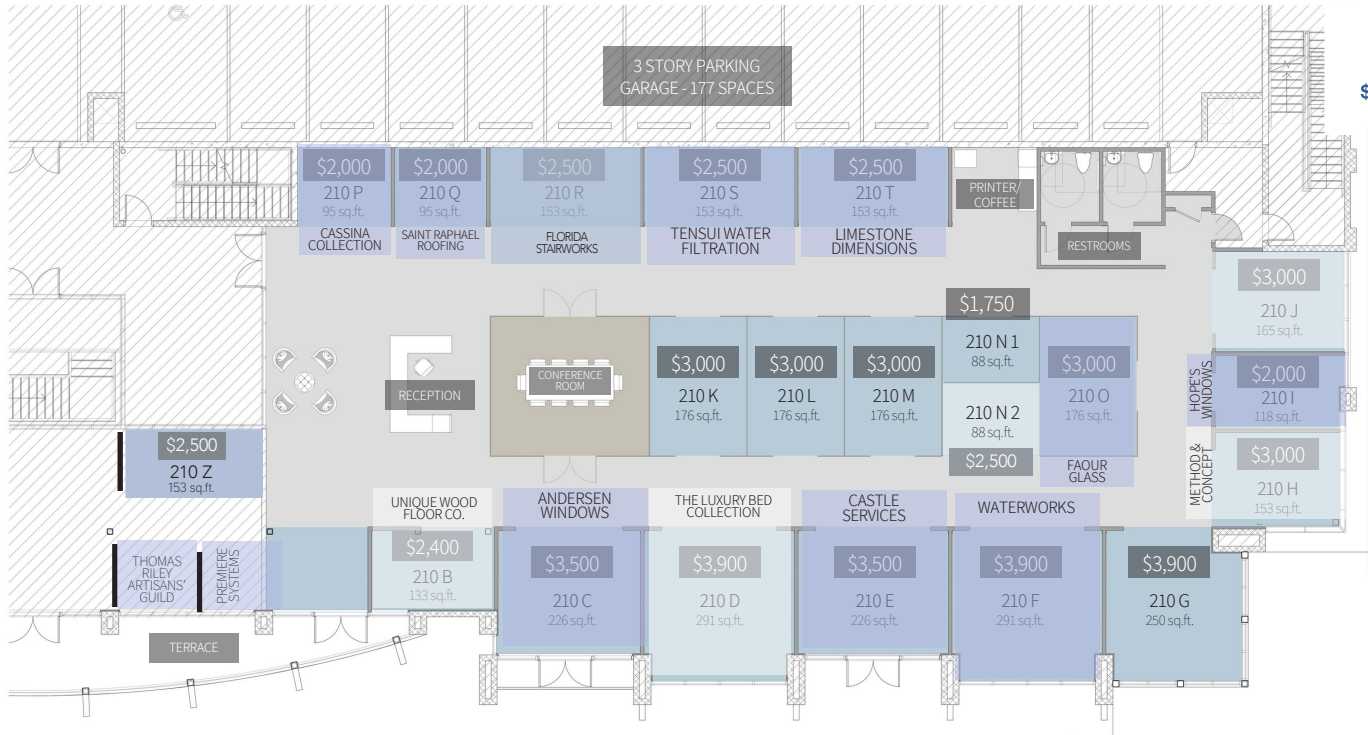 3 STORY PARKING
GARAGE - 177 SPACES
$
$2,000
210 P
95 sq.ft.
CASSINA
COLLECTION
$2,000
210 Q
95 sq.ft.
SAINT RAPHAEL
ROOFING
$2,500
210 R
153 sq.ft.
FLORIDA
STAIRWORKS
$2,500
210 S
153 sq.ft.
TENSUI WATER
FILTRATION
$2,500
210 T
153 sq.ft.
LIMESTONE
DIMENSIONS
PRINTER/
COFFEE
RESTROOMS
$3,000
210 J
165 sq.ft.
RECEPTION
CONFERENCE
ROOM
$3,000
210 K
176 sq.ft.
$3,000
210 L
176 sq.ft.
$3,000
210 M
176 sq.ft.
$1,750
210 N 1
88 sq.ft.
210 N 2
88 sq.ft.
$2,500
$3,000
210 O
176 sq.ft.
FAOUR
GLASS
HOPE'S
WINDOWS
$2,000
210 I
118 sq.ft.
METHOD &
CONCEPT
$3,000
210 H
153 sq.ft.
$2,500
210 Z
153 sq.ft.
THOMAS
RILEY
ARTISANS'
GUILD
PREMIERE
SYSTEMS
TERRACE
UNIQUE WOOD
FLOOR CO.
$2,400
210 B
133 sq.ft.
ANDERSEN
WINDOWS
$3,500
210 C
226 sq.ft.
THE LUXURY BED
COLLECTION
$3,900
210 D
291 sq.ft.
CASTLE
SERVICES
$3,500
210 E
226 sq.ft.
WATERWORKS
$3,900
210 F
291 sq.ft.
$3,900
210 G
250 sq.ft.